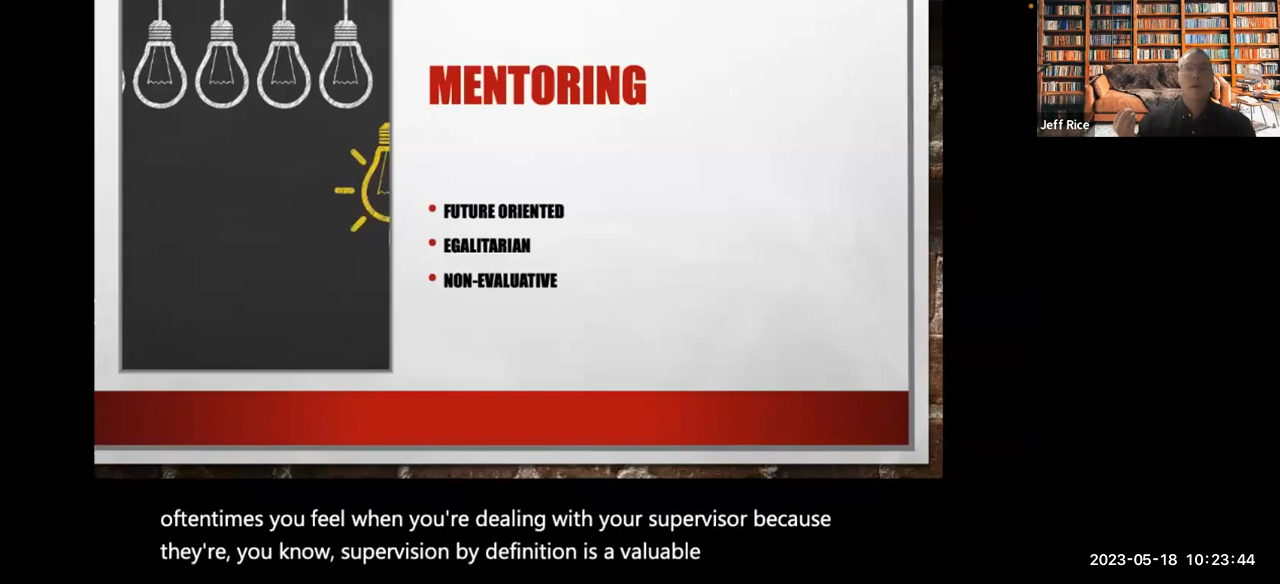 MENTORING
• FUTURE ORIENTED
• EGALITARIAN
• NON-EVALUATIVE
Jeff Rice
oftentimes you feel when you're dealing with your supervisor because
they're, you know, supervision by definition is a valuable
2023-05-18 10:23:44